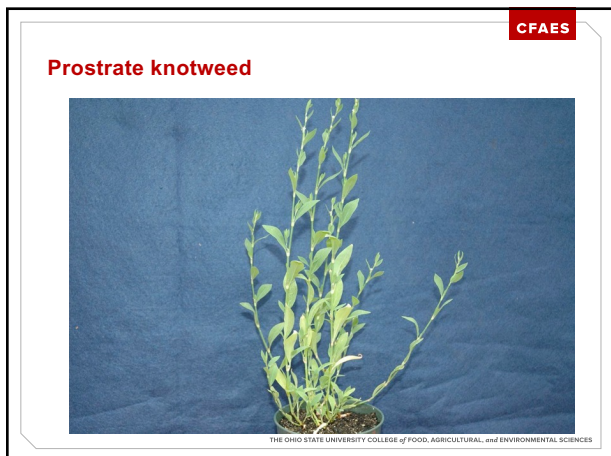 CFAES
Prostrate knotweed
THE OHIO STATE UNIVERSITY COLLEGE of FOOD, AGRICULTURAL, and ENVIRONMENTAL SCIENCES